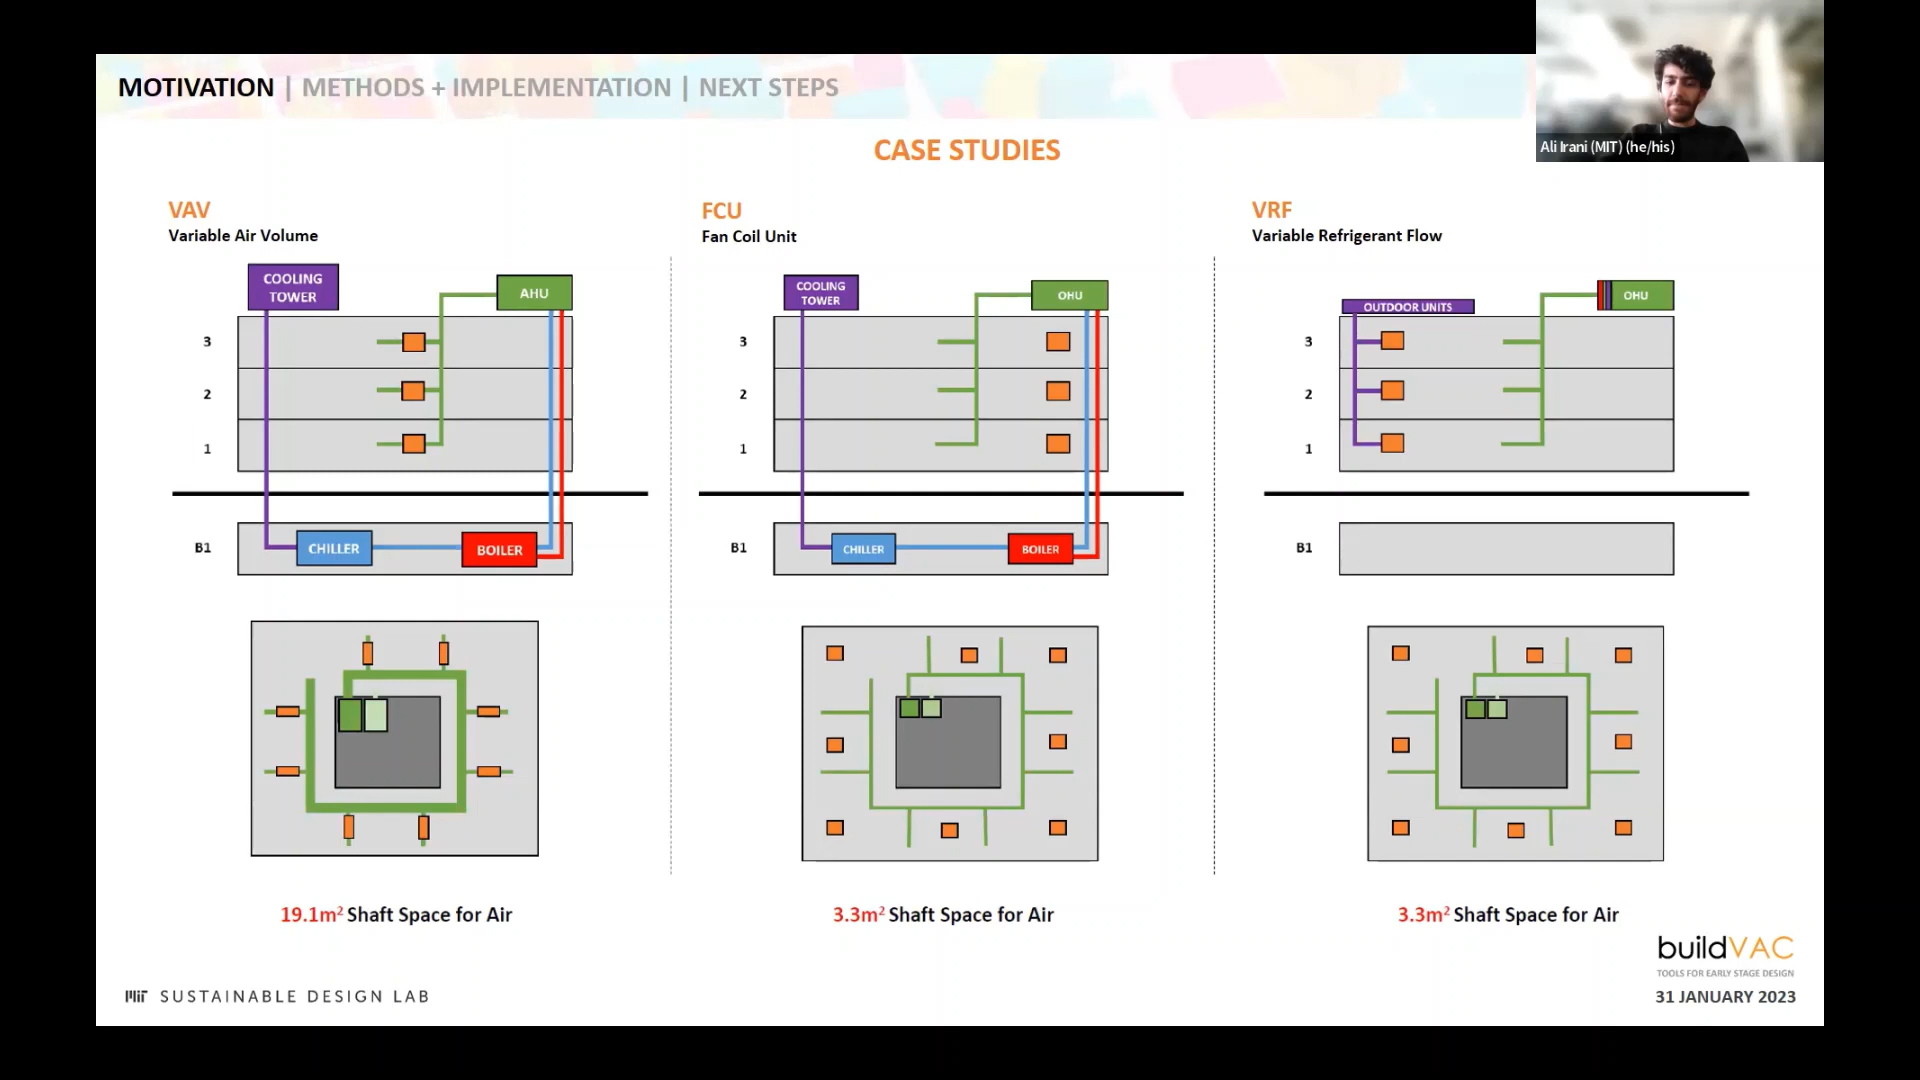 MOTIVATION | METHODS + IMPLEMENTATION | NEXT STEPS
Ali Irani (MIT) (he/his)
CASE STUDIES
VAV
Variable Air Volume
COOLING
TOWER
AHU
3
2
1
B1
CHILLER
BOILER
19.1m² Shaft Space for Air
FCU
Fan Coil Unit
COOLING
TOWER
OHU
3
2
1
B1
CHILLER
BOILER
3.3m² Shaft Space for Air
VRF
Variable Refrigerant Flow
OUTDOOR UNITS
OHU
3
2
1
B1
3.3m² Shaft Space for Air
MIT SUSTAINABLE DESIGN LAB
buildVAC
TOOLS FOR EARLY STAGE DESIGN
31 JANUARY 2023